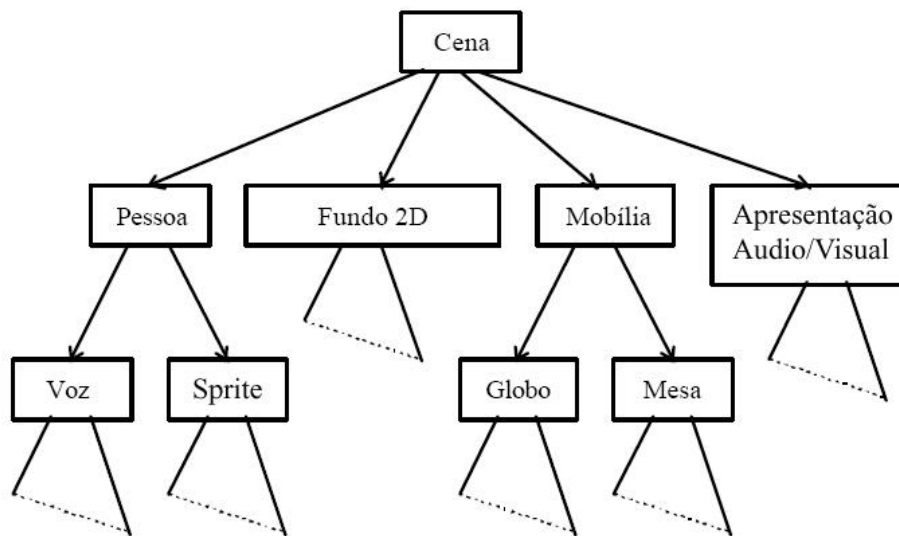 Cena
Pessoa
Fundo 2D
Mobília
Apresentação
Audio/Visual
Voz
Sprite
Globo
Mesa